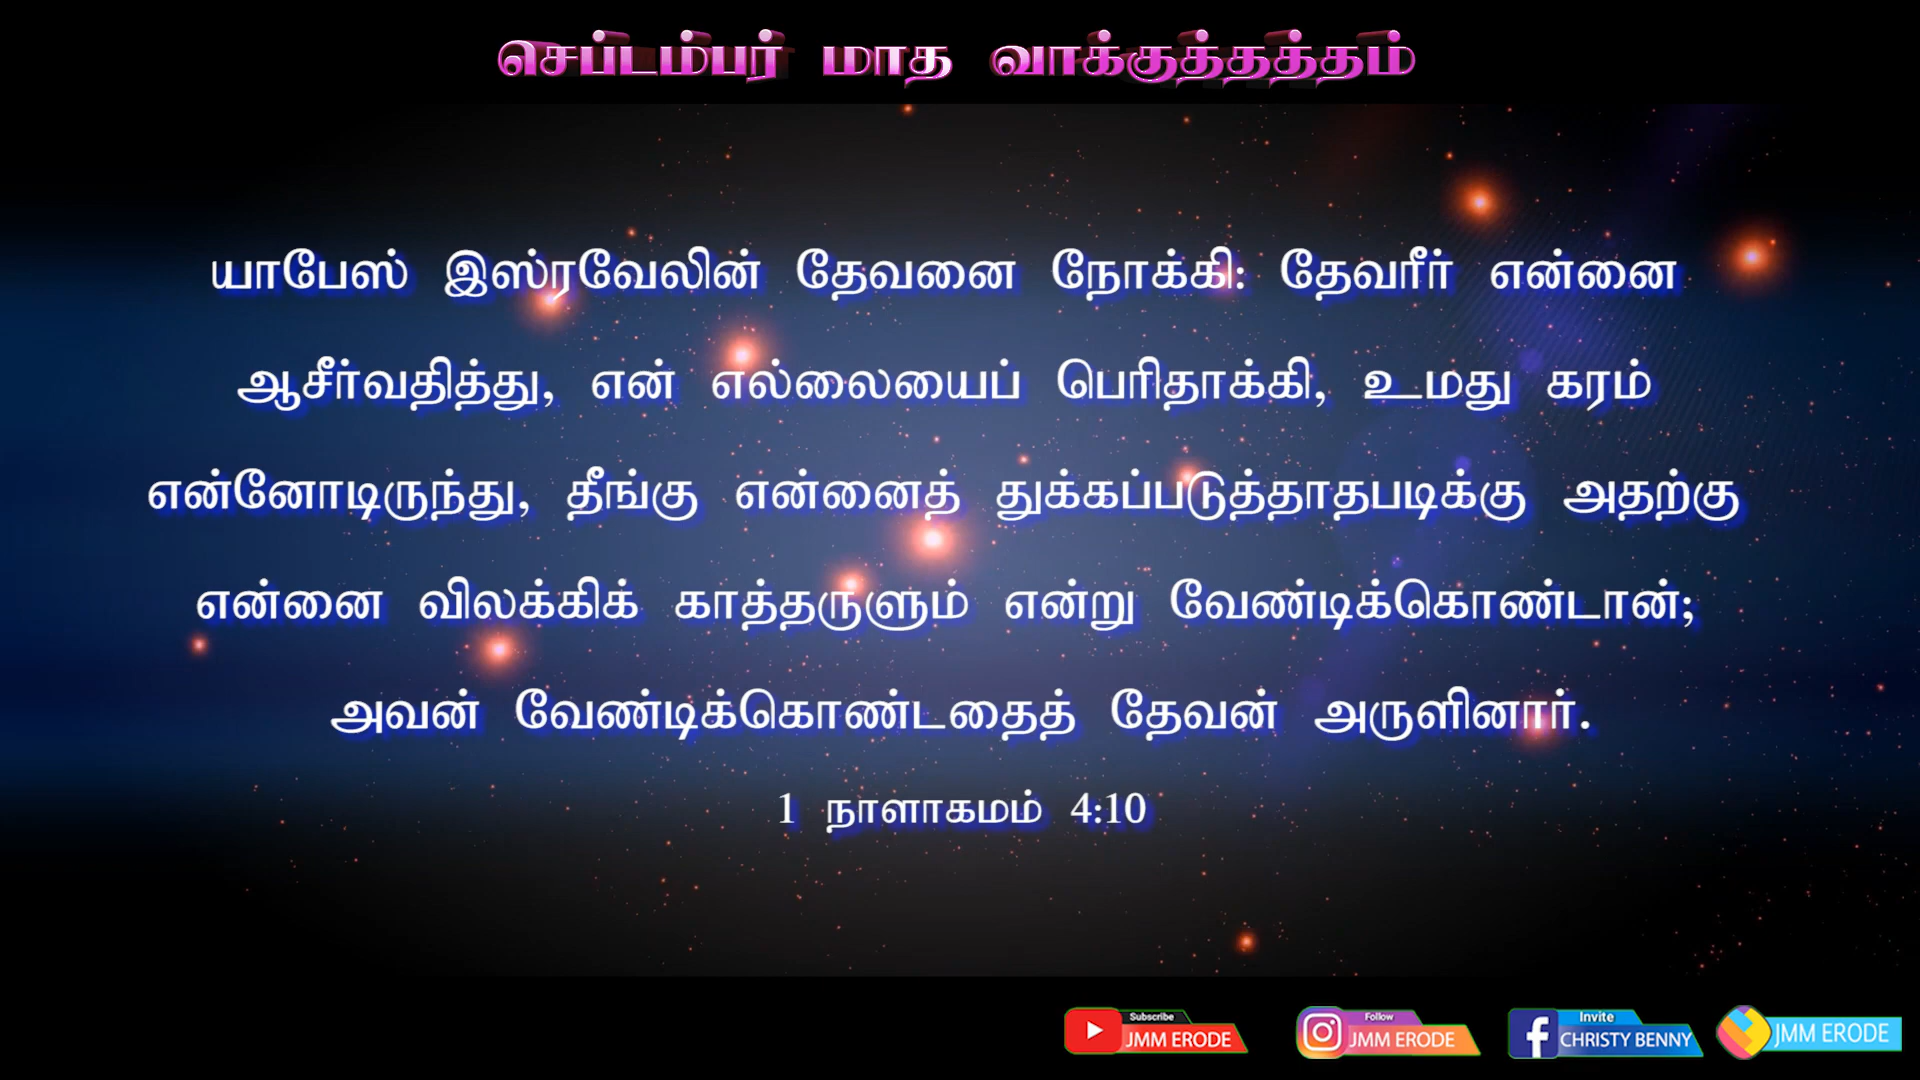 செப்டம்பர் மாத வாக்குத்தத்தம்
யாபேஸ் இஸ்ரவேலின் தேவனை நோக்கி: தேவரீர் என்னை
ஆசீர்வதித்து, என் எல்லையைப் பெரிதாக்கி, உமது கரம்
என்னோடிருந்து, தீங்கு என்னைத் துக்கப்படுத்தாதபடிக்கு அதற்கு
என்னை விலக்கிக் காத்தருளும் என்று வேண்டிக்கொண்டான்;
அவன் வேண்டிக்கொண்டதைத் தேவன் அருளினார்.
1 நாளாகமம் 4:10
Subscribe
JMM ERODE
Follow
JMM ERODE
Invite
CHRISTY BENNY
JMM ERODE